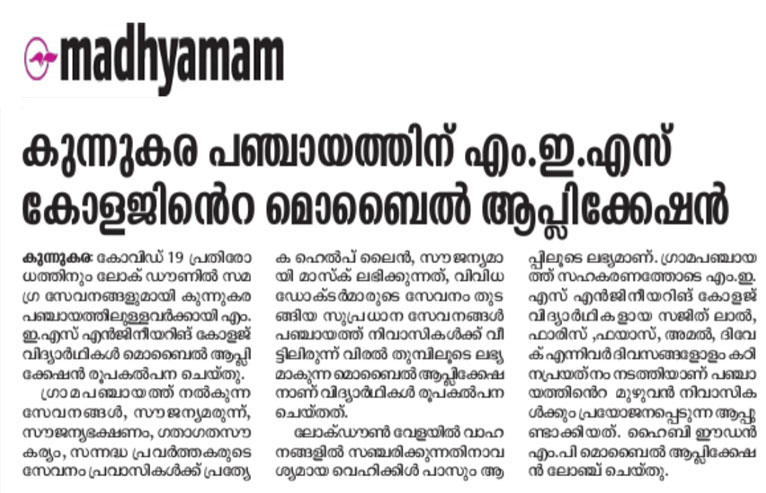 madhyamam
കുന്നുകര പഞ്ചായത്തിന് എം.ഇ.എസ്
കോളജിൻെറ മൊബൈൽ ആപ്ലിക്കേഷൻ
കുന്നുകര: കോവിഡ് 19 പ്രതിരോ
ധത്തിനും ലോക് ഡൗണിൽ സമ
ഗ്ര സേവനങ്ങളുമായി കുന്നുകര
പഞ്ചായത്തിലുള്ളവർക്കായി എം.
ഇ.എസ് എൻജിനീയറിങ് കോളജ്
വിദ്യാർഥികൾ മൊബൈൽ ആപ്ലി
ക്കേഷൻ രൂപകൽപന ചെയ്തു.
ഗ്രാമപഞ്ചായത്ത് നൽകുന്ന
സേവനങ്ങൾ, സൗജന്യമരുന്ന്,
സൗജന്യഭക്ഷണം, ഗതാഗതസൗ
കര്യം, സന്നദ്ധ പ്രവർത്തകരുടെ
സേവനം പ്രവാസികൾക്ക് പ്രത്യേ
ക ഹെൽപ് ലൈൻ, സൗജന്യമാ
യി മാസ്ക് ലഭിക്കുന്നത്, വിവിധ
ഡോക്ടർമാരുടെ സേവനം തുട
ങ്ങിയ സുപ്രധാന സേവനങ്ങൾ
പഞ്ചായത്ത് നിവാസികൾക്ക് വീ
ട്ടിലിരുന്ന് വിരൽ തുമ്പിലൂടെ ലഭ്യ
മാകുന്ന മൊബൈൽ ആപ്ലിക്കേഷ
നാണ് വിദ്യാർഥികൾ രൂപകൽപന
ചെയ്തത്.
ലോക്ഡൗൺ വേളയിൽ വാഹ
നങ്ങളിൽ സഞ്ചരിക്കുന്നതിനാവ
ശ്യമായ വെഹിക്കിൾ പാസും ആ
പ്പിലൂടെ ലഭ്യമാണ്. ഗ്രാമപഞ്ചായ
ത്ത് സഹകരണത്തോടെ എം.ഇ.
എസ് എൻജിനീയറിങ് കോളജ്
വിദ്യാർഥികളായ സജിത് ലാൽ,
ഫാരിസ് ,ഫയാസ്, അമൽ, ദിവേ
ക് എന്നിവർ ദിവസങ്ങളോളം കഠി
നപ്രയത്നം നടത്തിയാണ് പഞ്ചാ
യത്തിൻെറ മുഴുവൻ നിവാസിക
ൾക്കും പ്രയോജനപ്പെടുന്ന ആപ്പു
ണ്ടാക്കിയത്. ഹൈബി ഈഡൻ
എം.പി മൊബൈൽ ആപ്ലിക്കേഷ
ൻ ലോഞ്ച് ചെയ്തു.